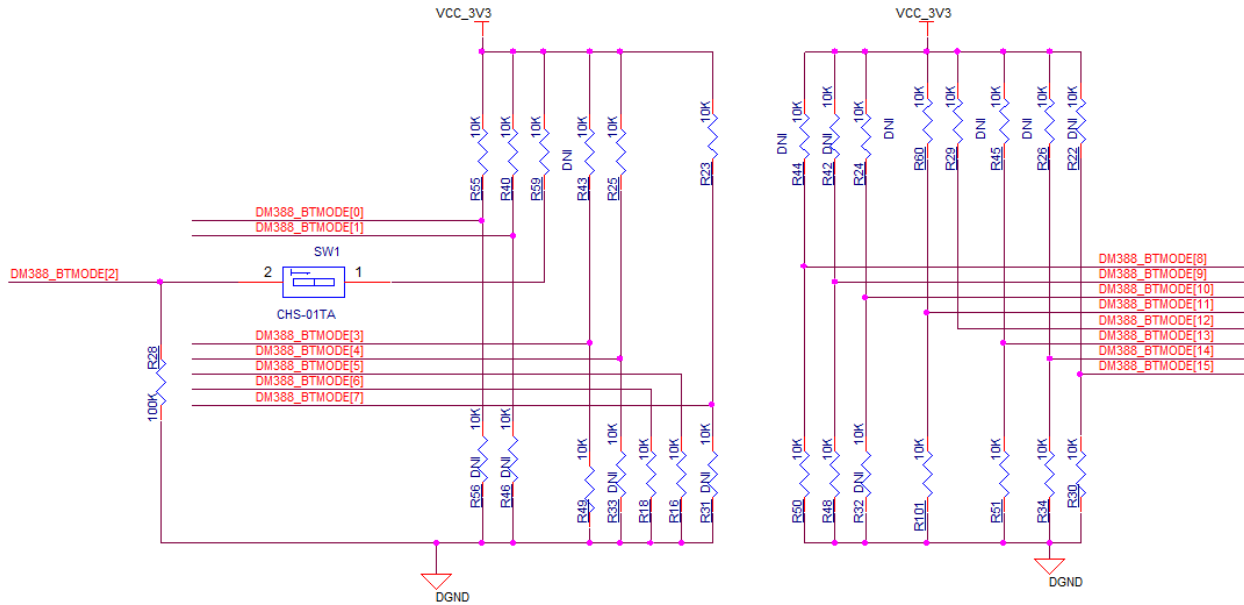 VCC_3V3
VCC_3V3
10K
10K
10K
10K
10K
10K
DNI
R55
R40
R59
R43
R25
R23
10K
10K
10K
10K
10K
10K
10K
10K
DNI
DNI
DNI
DNI
DNI
DNI
R44
R42
R24
R60
R29
R45
R26
R22
DM388_BTMODE[0]
DM388_BTMODE[1]
SW1
DM388_BTMODE[2]
2
1
CHS-01TA
DM388_BTMODE[3]
DM388_BTMODE[4]
DM388_BTMODE[5]
DM388_BTMODE[6]
DM388_BTMODE[7]
R28
100K
DM388_BTMODE[8]
DM388_BTMODE[9]
DM388_BTMODE[10]
DM388_BTMODE[11]
DM388_BTMODE[12]
DM388_BTMODE[13]
DM388_BTMODE[14]
DM388_BTMODE[15]
10K
10K
10K
10K
10K
10K
10K
DNI
DNI
DNI
DNI
R56
R46
R49
R33
R18
R16
R31
10K
10K
10K
10K
10K
10K
10K
DNI
R50
R48
R32
R101
R51
R34
R30
DGND
DGND